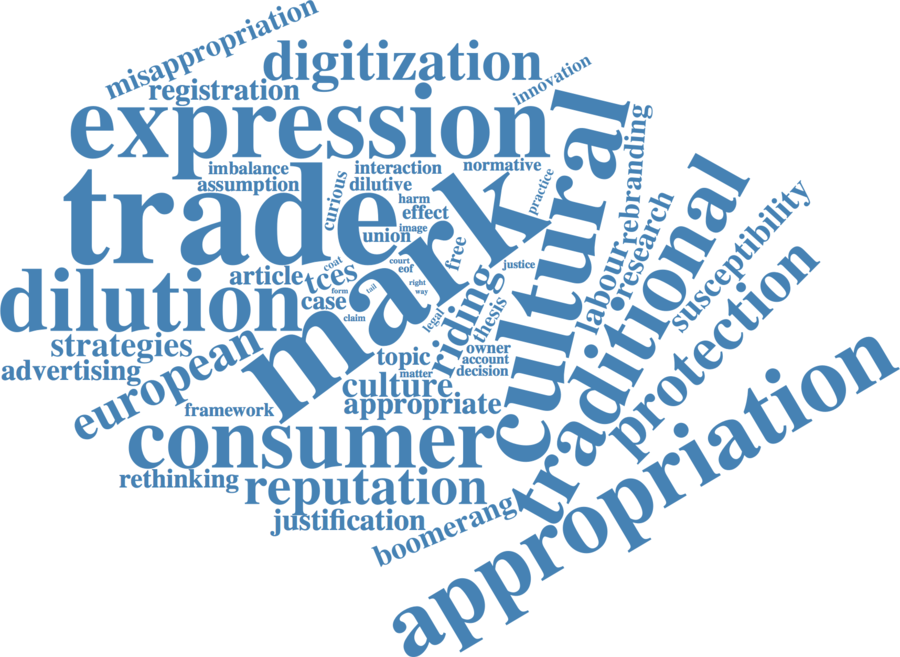 misappropriation
digitization
innovation
registration
expression
cultural
rebranding
imbalance
interaction
normative
assumption
dilutive
curious
practice
trade
harm
effect
image
union
mark
free
traditional
research
labour
susceptibility
court
eof
justice
coat
tces
article
form
tail
right
way
dilution
case
claim
legal
riding
thesis
protection
strategies
european
advertising
topic
owner
account
matter
decision
culture
appropriate
framework
consumer
rethinking
reputation
justification
boomerang
appropriation